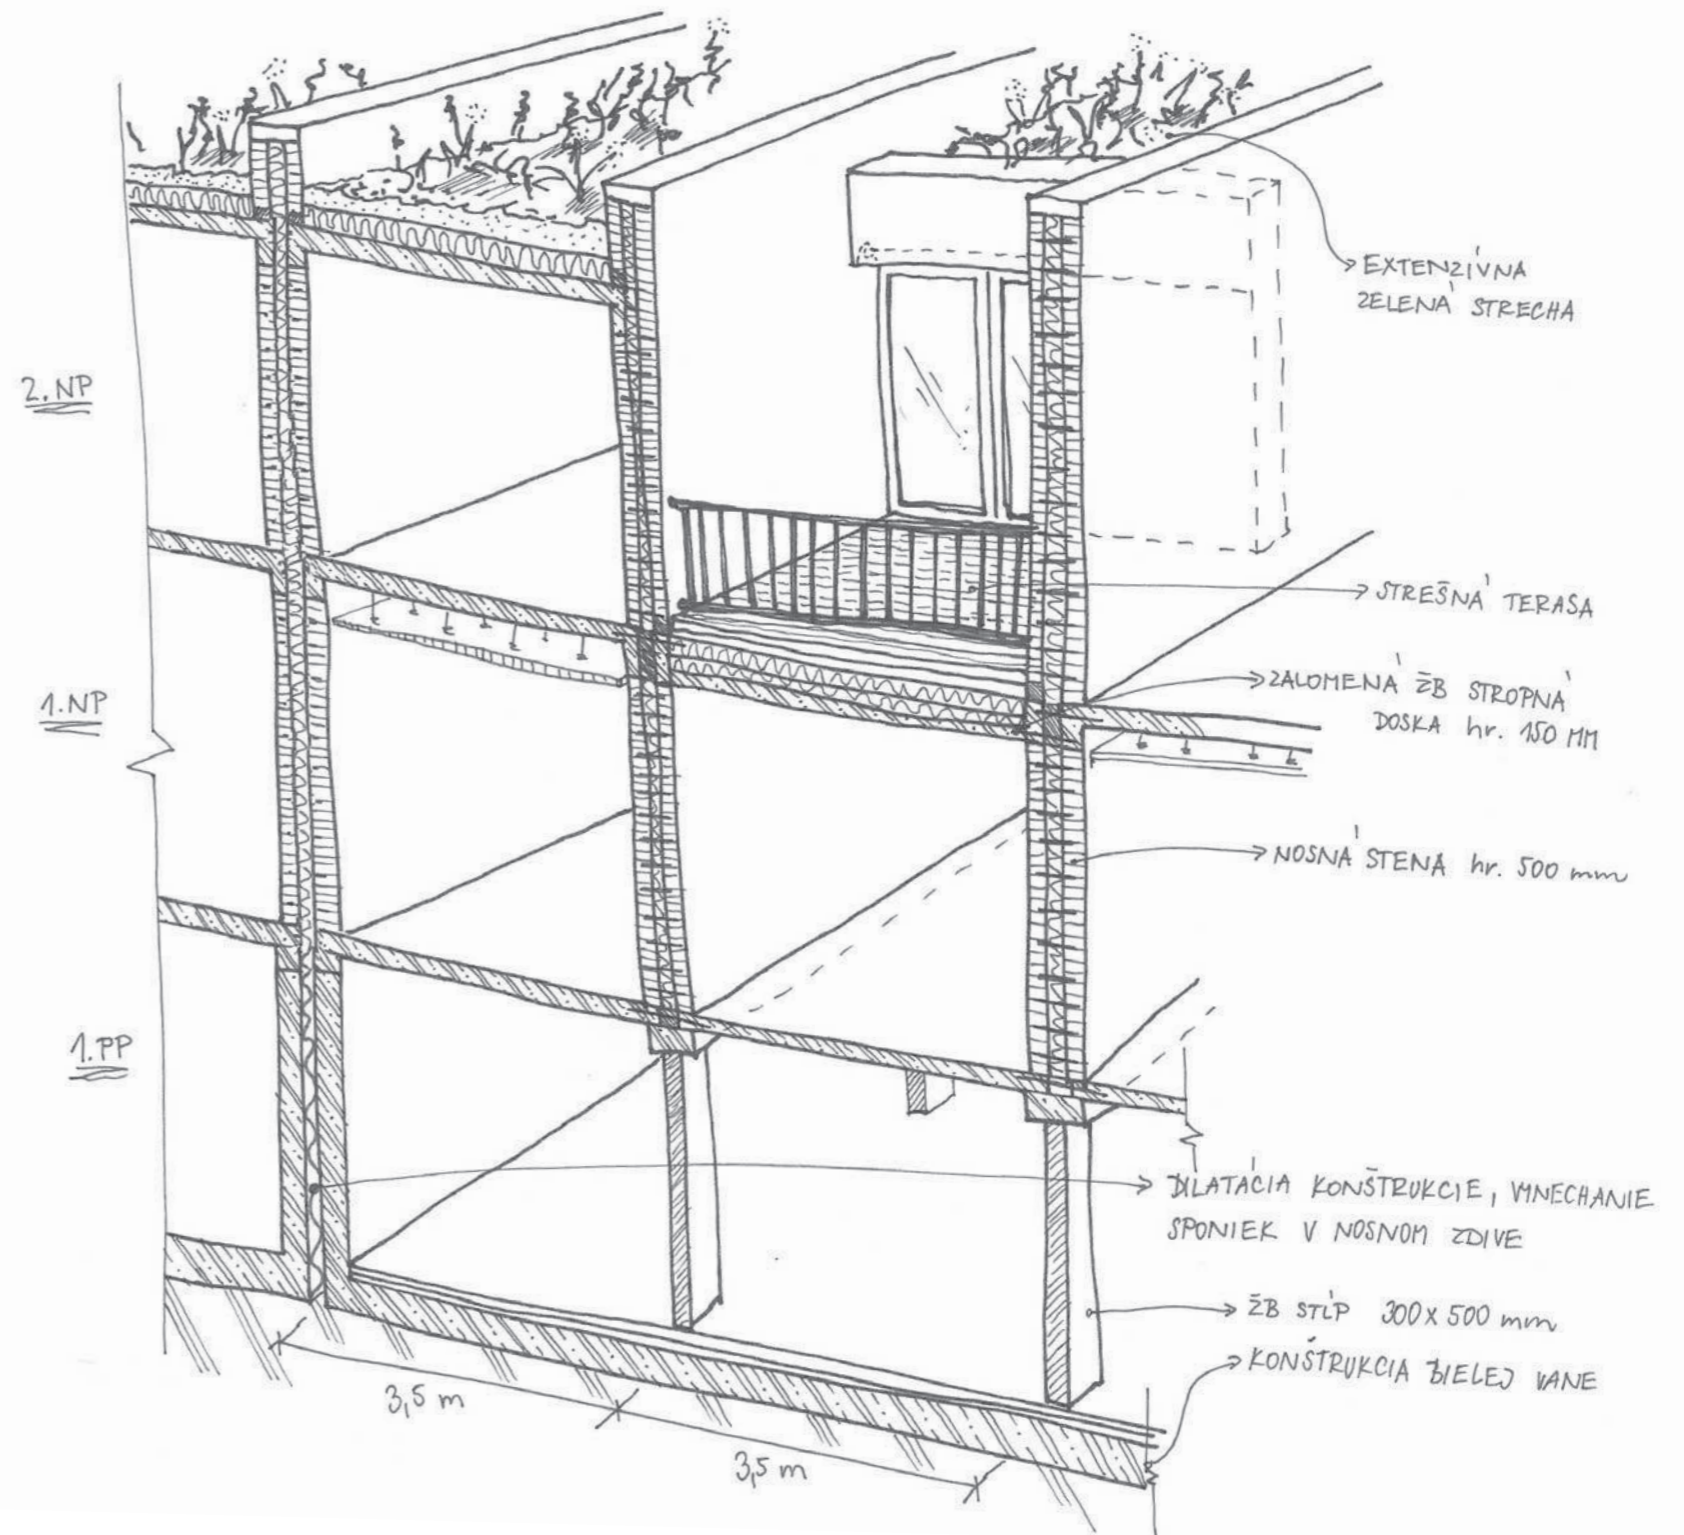 EXTENZÍVNA
ZELENÁ STRECHA
2.NP
STREŠNÁ TERASA
ZALOMENÁ ŽB STROPNÁ
DOSKA hr. 150 MM
1.NP
NOSNÁ STENA hr. 500 mm
1.PP
DILATÁCIA KONŠTRUKCIE, VYNECHANIE
SPONIEK V NOSNOM ZDIVE
ŽB STĹP 300x500 mm
KONŠTRUKCIA BIELEJ VANE
3,5 m
3,5 m